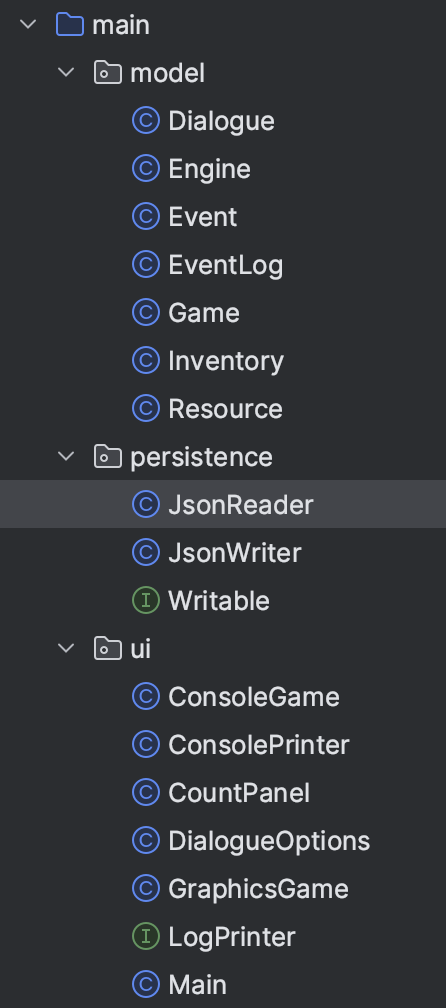 main
model
C Dialogue
C Engine
C Event
C EventLog
C Game
C Inventory
C Resource
persistence
C JsonReader
C JsonWriter
I Writable
ui
C ConsoleGame
C ConsolePrinter
C CountPanel
C DialogueOptions
C GraphicsGame
I LogPrinter
C Main